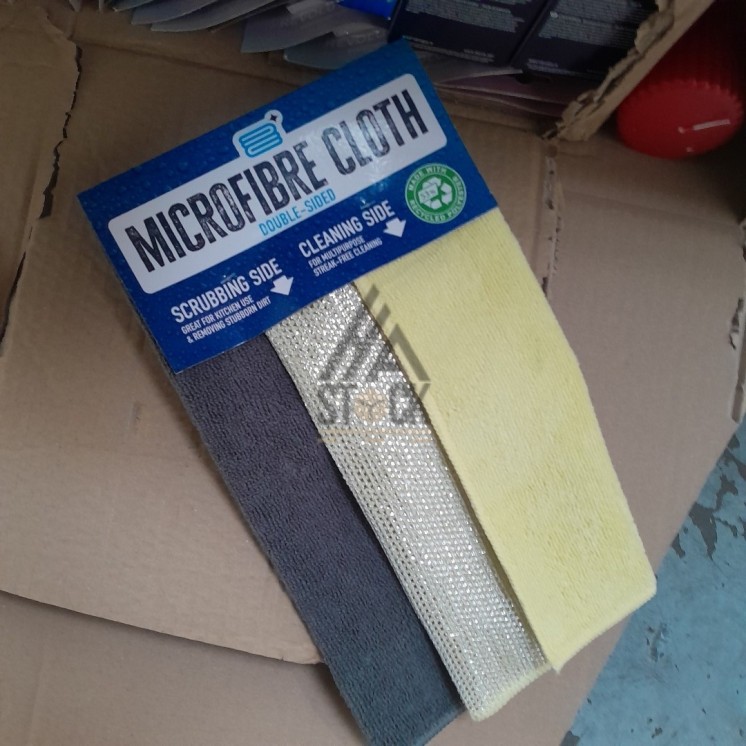 MICROFIBRE CLOTH
DOUBLE-SIDED
SCRUBBING SIDE
GREAT FOR KITCHEN USE
& REMOVING STUBBORN DIRT
CLEANING SIDE
FOR MULTIPURPOSE
STREAK-FREE CLEANING
MADE WITH
STOCK